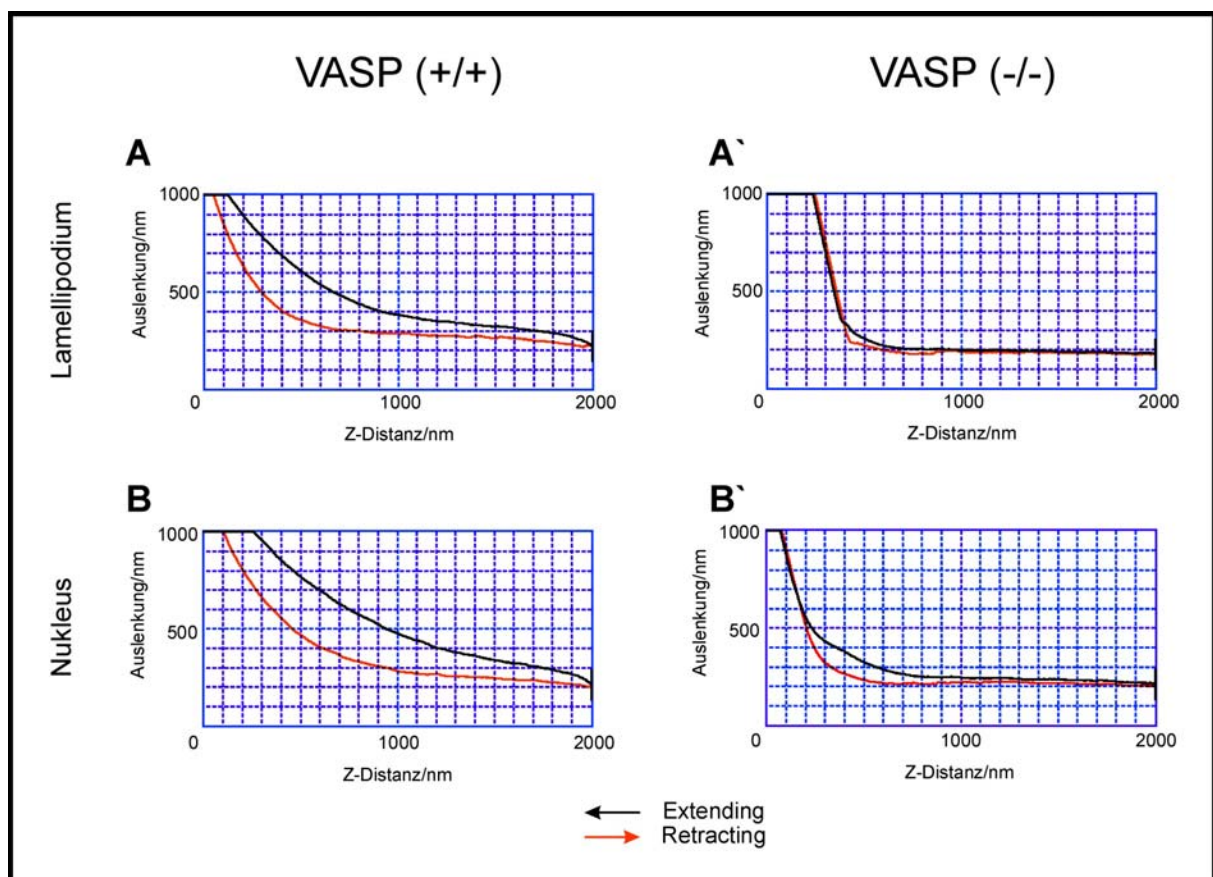 VASP (+/+)
VASP (-/-)
Lamellipodium
A
1000
500
Auslenkung/nm
0
1000
2000
Z-Distanz/nm
A`
1000
500
Auslenkung/nm
0
1000
2000
Z-Distanz/nm
Nukleus
B
1000
500
Auslenkung/nm
0
1000
2000
Z-Distanz/nm
B`
1000
500
Auslenkung/nm
0
1000
2000
Z-Distanz/nm
Extending
Retracting